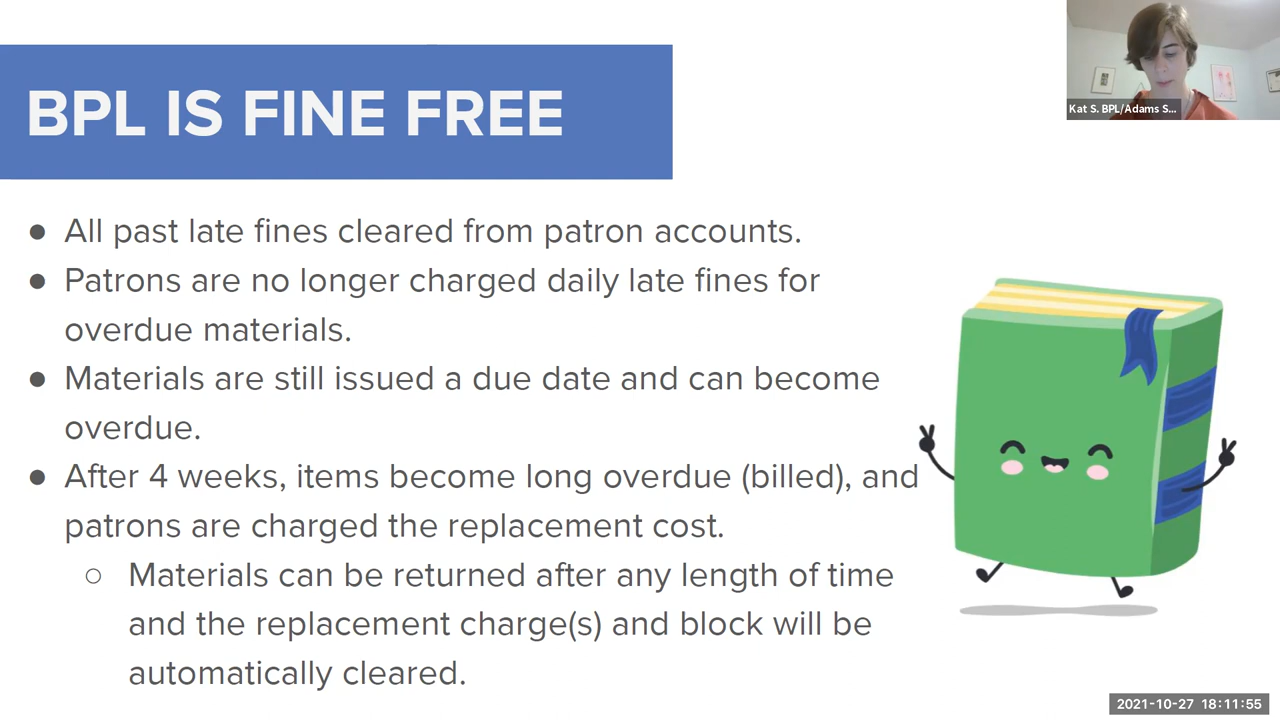 BPL IS FINE FREE
Kat S. BPL/Adams S...
● All past late fines cleared from patron accounts.
● Patrons are no longer charged daily late fines for
overdue materials.
● Materials are still issued a due date and can become
overdue.
● After 4 weeks, items become long overdue (billed), and
patrons are charged the replacement cost.
○ Materials can be returned after any length of time
and the replacement charge(s) and block will be
automatically cleared.
2021-10-27 18:11:55